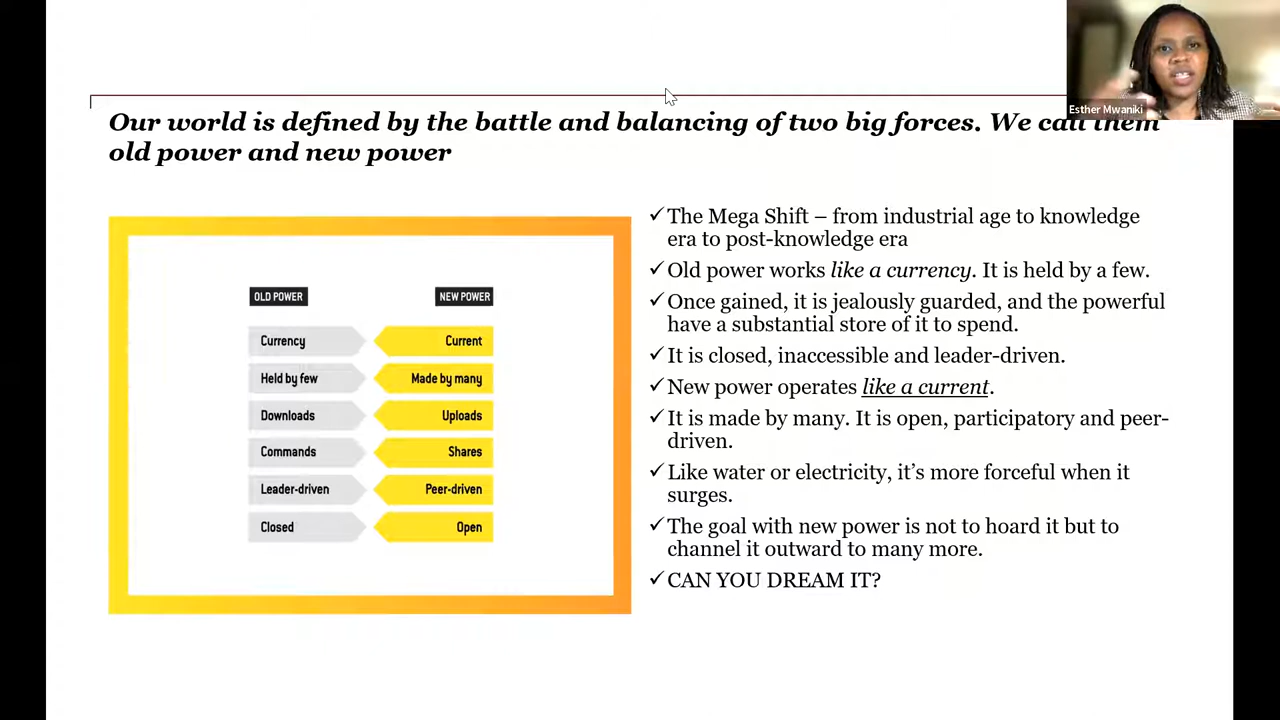 Esther Mwaniki
Our world is defined by the battle and balancing of two big forces. We call them
old power and new power
OLD POWER NEW POWER
Currency Current
Held by few Made by many
Downloads Uploads
Commands Shares
Leader-driven Peer-driven
Closed Open
✓The Mega Shift – from industrial age to knowledge
era to post-knowledge era
✓Old power works like a currency. It is held by a few.
✓Once gained, it is jealously guarded, and the powerful
have a substantial store of it to spend.
✓It is closed, inaccessible and leader-driven.
✓New power operates like a current.
✓It is made by many. It is open, participatory and peer-
driven.
✓Like water or electricity, it’s more forceful when it
surges.
✓The goal with new power is not to hoard it but to
channel it outward to many more.
✓CAN YOU DREAM IT?